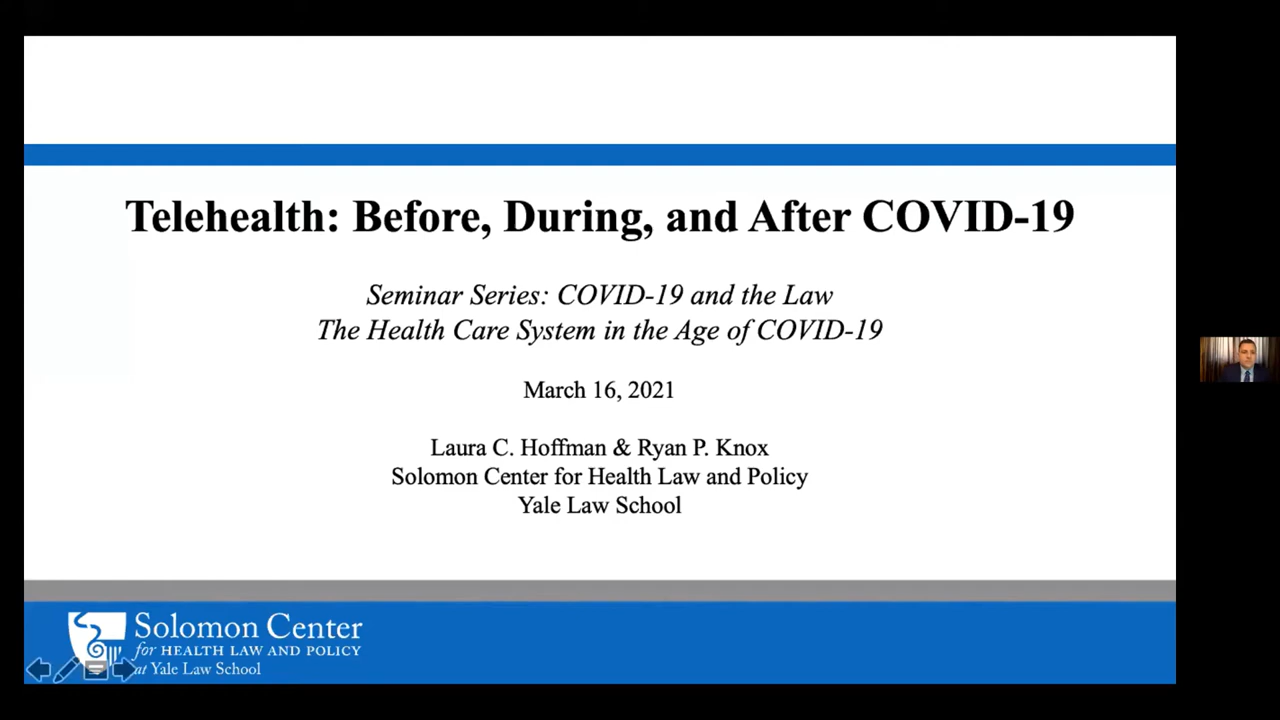 Telehealth: Before, During, and After COVID-19
Seminar Series: COVID-19 and the Law
The Health Care System in the Age of COVID-19
March 16, 2021
Laura C. Hoffman & Ryan P. Knox
Solomon Center for Health Law and Policy
Yale Law School
Solomon Center
for HEALTH LAW AND POLICY
at Yale Law School